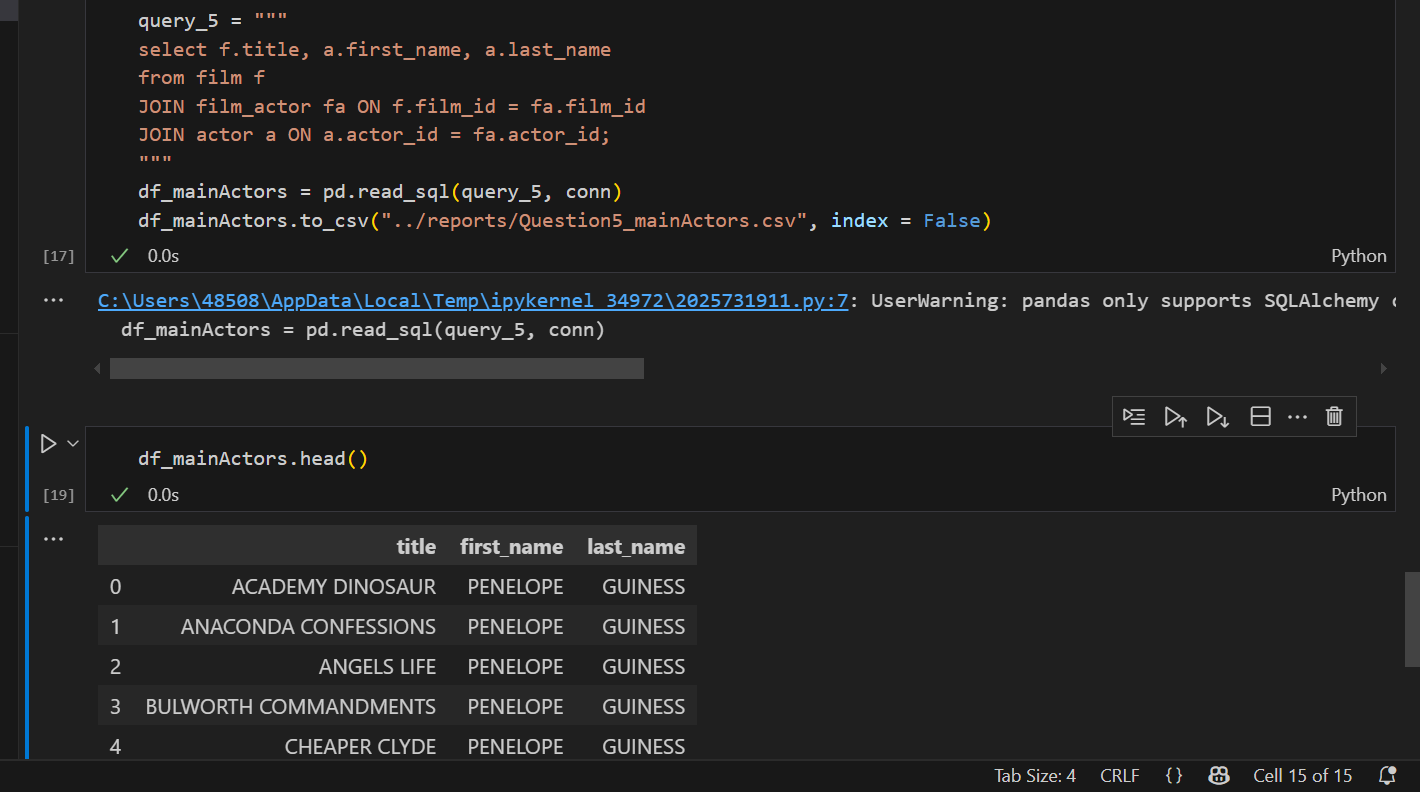 query_5 = """
select f.title, a.first_name, a.last_name
from film f
JOIN film_actor fa ON f.film_id = fa.film_id
JOIN actor a ON a.actor_id = fa.actor_id;
"""
df_mainActors = pd.read_sql(query_5, conn)
df_mainActors.to_csv("../reports/Question5_mainActors.csv", index = False)
[17] 0.0s Python
C:\Users\48508\AppData\Local\Temp\ipykernel_34972\2025731911.py:7: UserWarning: pandas only supports SQLAlchemy
df_mainActors = pd.read_sql(query_5, conn)
df_mainActors.head()
[19] 0.0s Python
title first_name last_name
0 ACADEMY DINOSAUR PENELOPE GUINESS
1 ANACONDA CONFESSIONS PENELOPE GUINESS
2 ANGELS LIFE PENELOPE GUINESS
3 BULWORTH COMMANDMENTS PENELOPE GUINESS
4 CHEAPER CLYDE PENELOPE GUINESS
Tab Size: 4 CRLF {} Cell 15 of 15